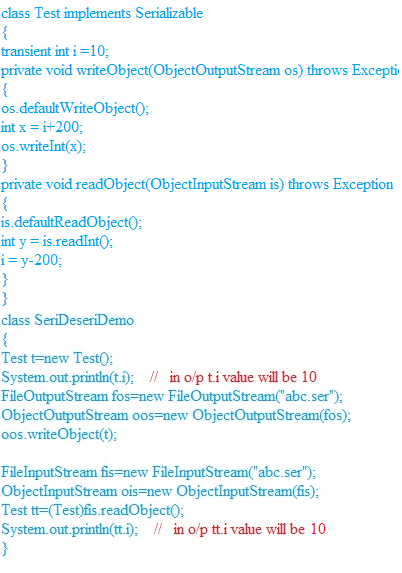 class Test implements Serializable
{
transient int i =10;
private void writeObject(ObjectOutputStream os) throws Excepti
{
os.defaultWriteObject();
int x = i+200;
os.writeInt(x);
}
private void readObject(ObjectInputStream is) throws Exception
{
is.defaultReadObject();
int y = is.readInt();
i = y-200;
}
}
class SeriDeseriDemo
{
Test t=new Test();
System.out.println(t.i); // in o/p t.i value will be 10
FileOutputStream fos=new FileOutputStream("abc.ser");
ObjectOutputStream oos=new ObjectOutputStream(fos);
oos.writeObject(t);
FileInputStream fis=new FileInputStream("abc.ser");
ObjectInputStream ois=new ObjectInputStream(fis);
Test tt=(Test)fis.readObject();
System.out.println(tt.i); // in o/p tt.i value will be 10
}